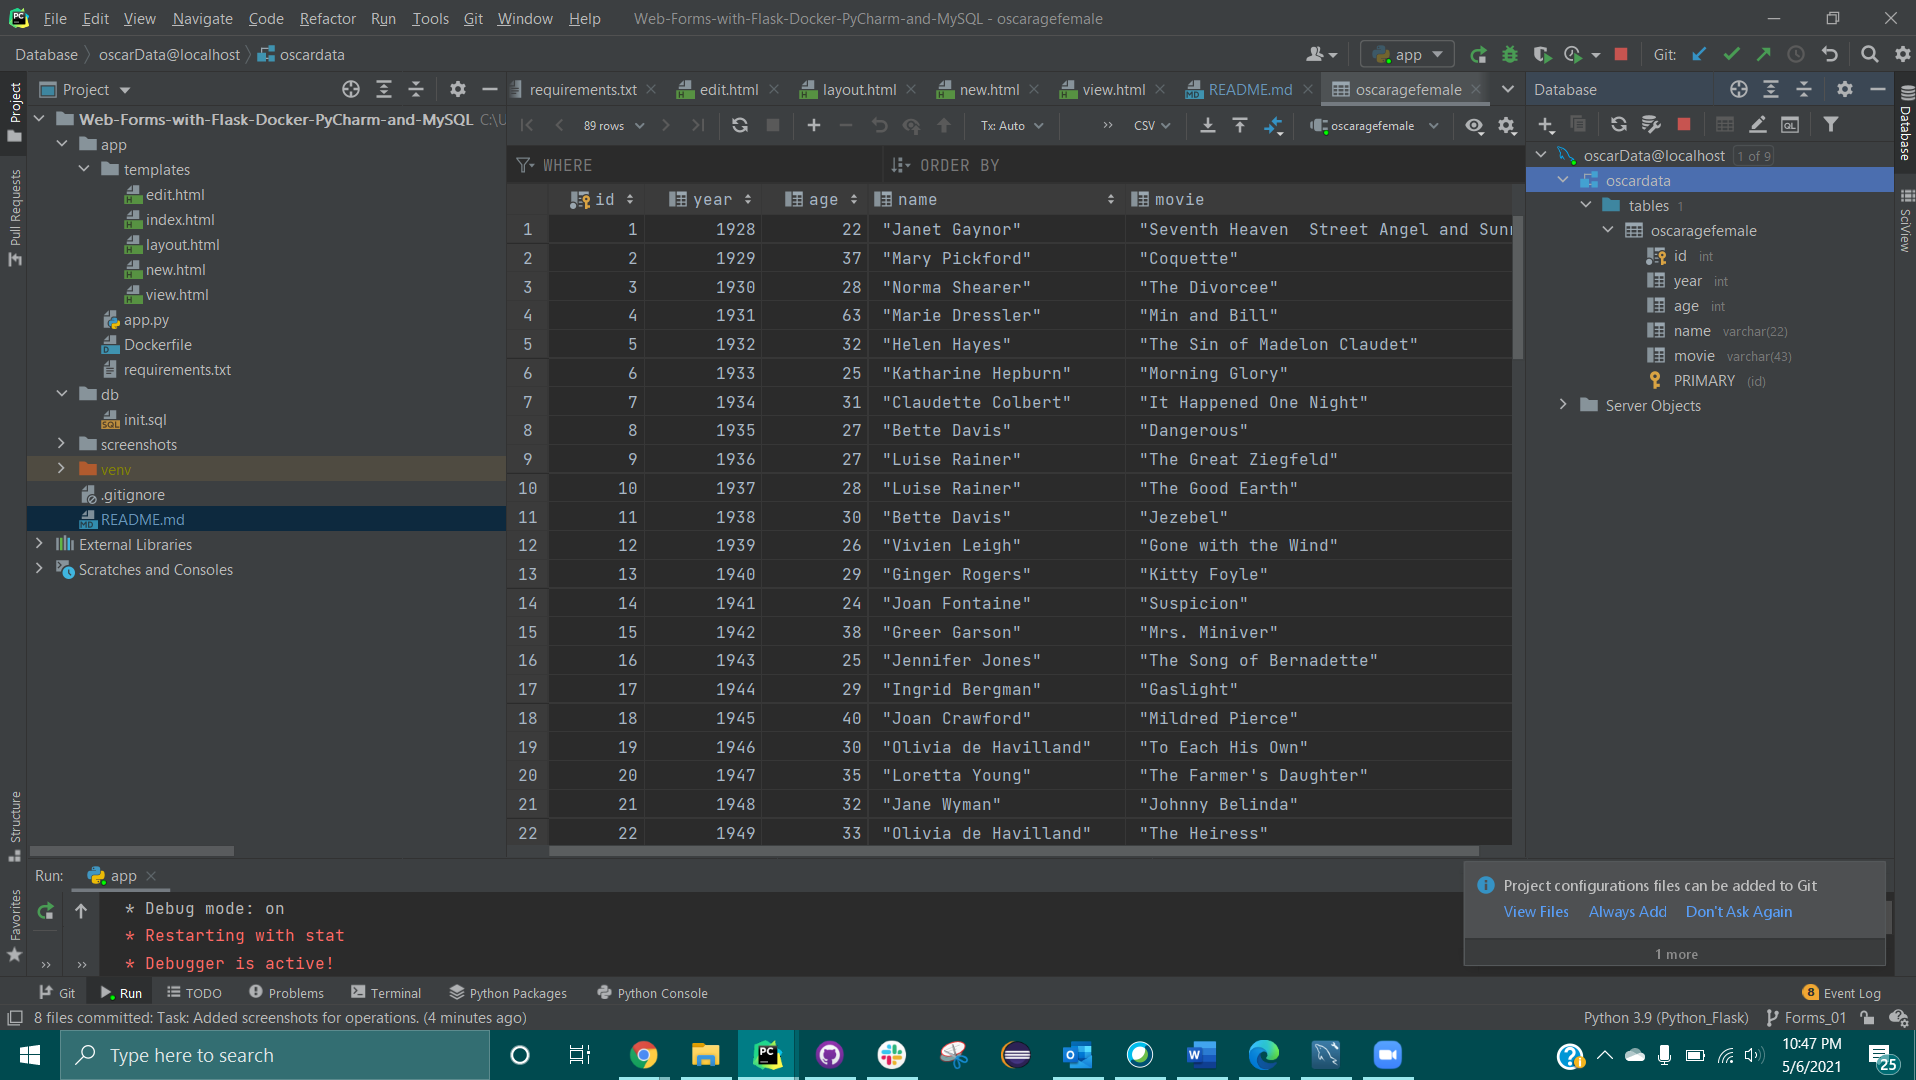 File Edit View Navigate Code Refactor Run Tools Git Window Help Web-Forms-with-Flask-Docker-PyCharm-and-MySQL - oscaragefemale
Database oscarData@localhost oscardata app Git:
Project
requirements.txt edit.html layout.html new.html view.html README.md oscaragefemale
Database
Web-Forms-with-Flask-Docker-PyCharm-and-MySQL C:\U
app
templates
edit.html
index.html
layout.html
new.html
view.html
app.py
Dockerfile
requirements.txt
db
init.sql
screenshots
venv
.gitignore
README.md
External Libraries
Scratches and Consoles
89 rows Tx: Auto CSV oscaragefemale
WHERE ORDER BY
id year age name movie
1 1 1928 22 "Janet Gaynor" "Seventh Heaven  Street Angel and Sunr
2 2 1929 37 "Mary Pickford" "Coquette"
3 3 1930 28 "Norma Shearer" "The Divorcee"
4 4 1931 63 "Marie Dressler" "Min and Bill"
5 5 1932 32 "Helen Hayes" "The Sin of Madelon Claudet"
6 6 1933 25 "Katharine Hepburn" "Morning Glory"
7 7 1934 31 "Claudette Colbert" "It Happened One Night"
8 8 1935 27 "Bette Davis" "Dangerous"
9 9 1936 27 "Luise Rainer" "The Great Ziegfeld"
10 10 1937 28 "Luise Rainer" "The Good Earth"
11 11 1938 30 "Bette Davis" "Jezebel"
12 12 1939 26 "Vivien Leigh" "Gone with the Wind"
13 13 1940 29 "Ginger Rogers" "Kitty Foyle"
14 14 1941 24 "Joan Fontaine" "Suspicion"
15 15 1942 38 "Greer Garson" "Mrs. Miniver"
16 16 1943 25 "Jennifer Jones" "The Song of Bernadette"
17 17 1944 29 "Ingrid Bergman" "Gaslight"
18 18 1945 40 "Joan Crawford" "Mildred Pierce"
19 19 1946 30 "Olivia de Havilland" "To Each His Own"
20 20 1947 35 "Loretta Young" "The Farmer's Daughter"
21 21 1948 32 "Jane Wyman" "Johnny Belinda"
22 22 1949 33 "Olivia de Havilland" "The Heiress"
oscarData@localhost 1 of 9
oscardata
tables 1
oscaragefemale
id int
year int
age int
name varchar(22)
movie varchar(43)
PRIMARY (id)
Server Objects
Project
Pull Requests
Structure
Favorites
Database
SciView
Run: app
* Debug mode: on
* Restarting with stat
* Debugger is active!
Project configurations files can be added to Git
View Files Always Add Don't Ask Again
1 more
Git Run TODO Problems Terminal Python Packages Python Console 8 Event Log
8 files committed: Task: Added screenshots for operations. (4 minutes ago) Python 3.9 (Python_Flask) Forms_01
Type here to search
10:47 PM
5/6/2021
25